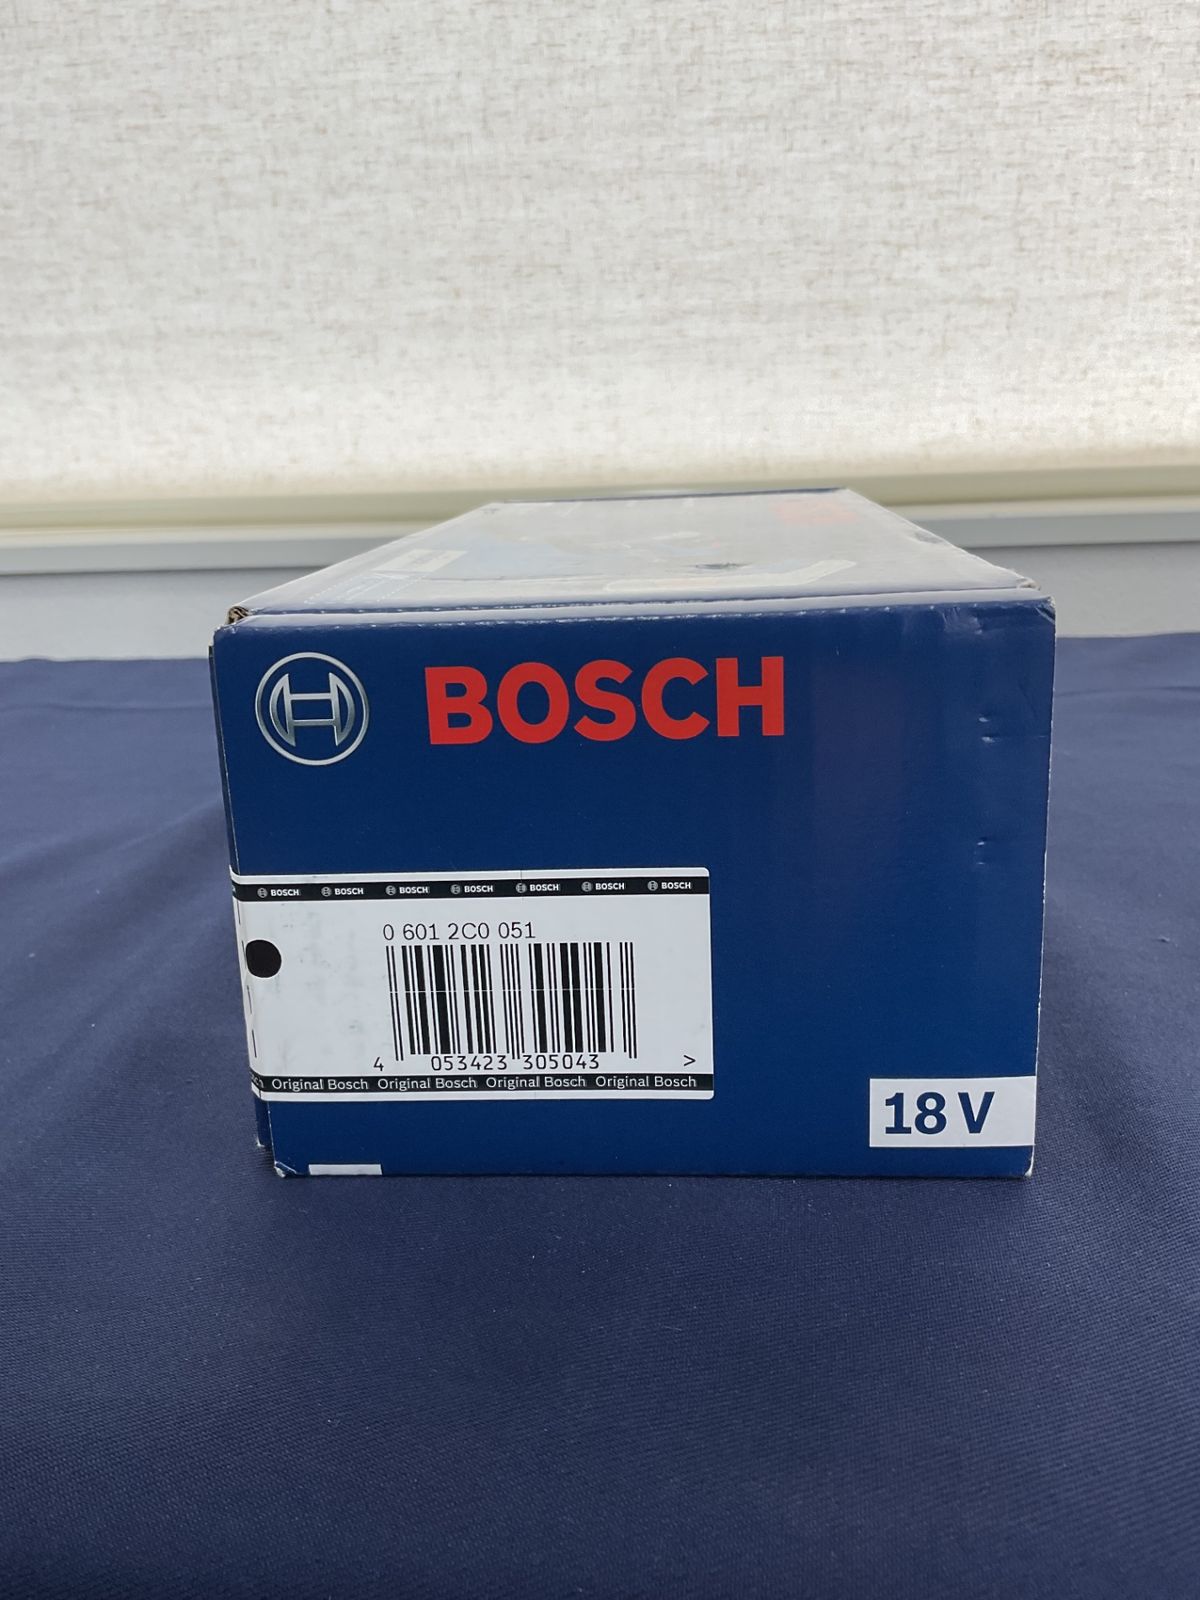 BOSCH
BOSCH BOSCH BOSCH BOSCH BOSCH BOSCH BOSCH
0 601 2C0 051
4 053423 305043 >
Original Bosch Original Bosch Original Bosch Original Bosch
18 V